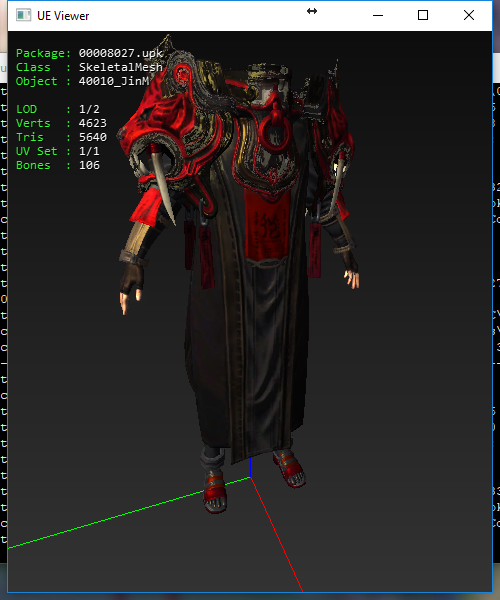 UE Viewer
Package: 00008027.upk
Class : SkeletalMesh
Object : 40010_JinM
LOD : 1/2
Verts : 4623
Tris : 5640
UV Set : 1/1
Bones : 106